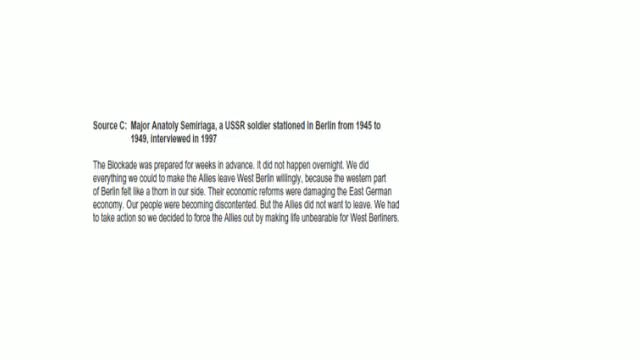 Source C: Major Anatoly Semiriaga, a USSR soldier stationed in Berlin from 1945 to
1949, interviewed in 1997
The Blockade was prepared for weeks in advance. It did not happen overnight. We did
everything we could to make the Allies leave West Berlin willingly, because the western part
of Berlin felt like a thorn in our side. Their economic reforms were damaging the East German
economy. Our people were becoming discontented. But the Allies did not want to leave. We had
to take action so we decided to force the Allies out by making life unbearable for West Berliners.